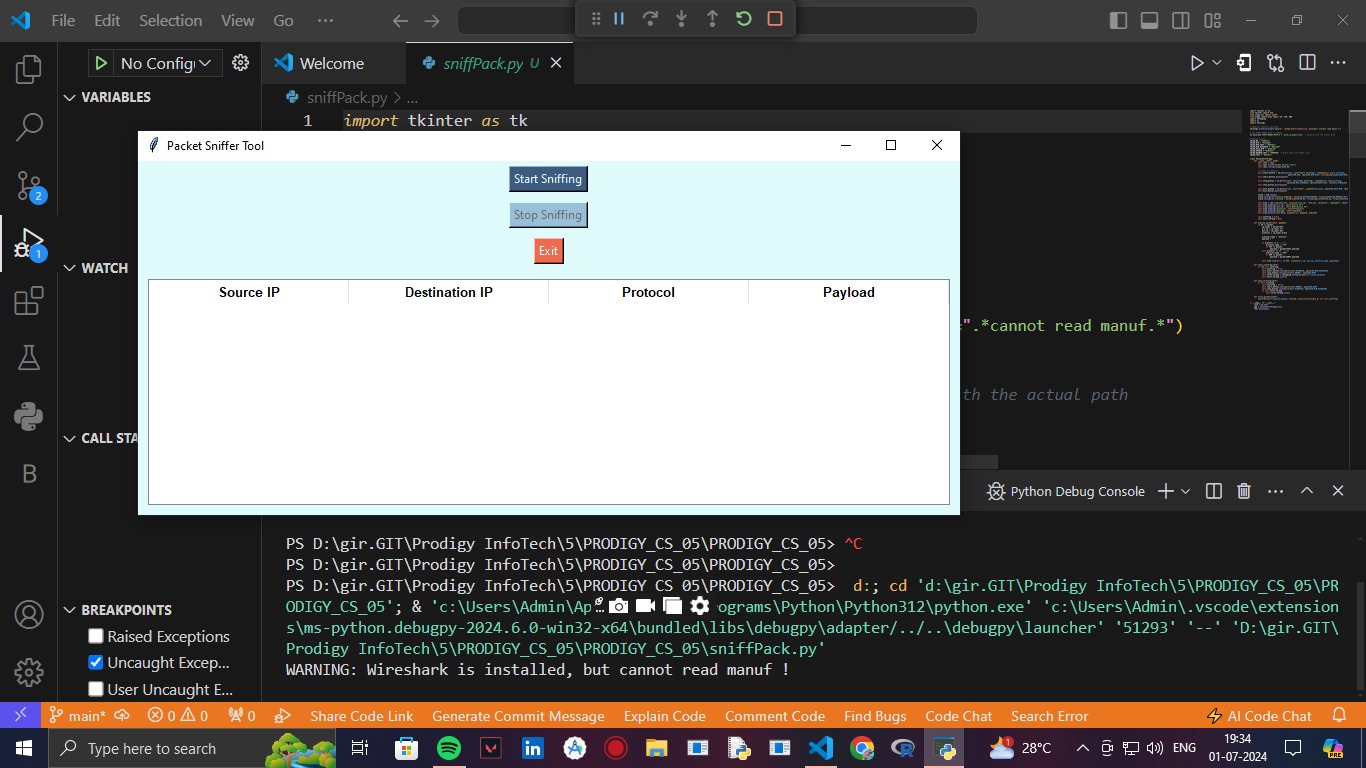 File Edit Selection View Go ···
No Config
Welcome
sniffPack.py U
VARIABLES
sniffPack.py > ...
1 import tkinter as tk
Packet Sniffer Tool
Start Sniffing
Stop Sniffing
Exit
Source IP Destination IP Protocol Payload
2
1
WATCH
".*cannot read manuf.*")
th the actual path
CALL STA
Python Debug Console
PS D:\gir.GIT\Prodigy InfoTech\5\PRODIGY_CS_05\PRODIGY_CS_05> ^C
PS D:\gir.GIT\Prodigy InfoTech\5\PRODIGY_CS_05\PRODIGY_CS_05>
PS D:\gir.GIT\Prodigy InfoTech\5\PRODIGY_CS_05\PRODIGY_CS_05> d:; cd 'd:\gir.GIT\Prodigy InfoTech\5\PRODIGY_CS_05\PR
ODIGY_CS_05'; & 'c:\Users\Admin\Ap ograms\Python\Python312\python.exe' 'c:\Users\Admin\.vscode\extension
s\ms-python.debugpy-2024.6.0-win32-x64\bundled\libs\debugpy\adapter/../..\debugpy\launcher' '51293' '--' 'D:\gir.GIT\
Prodigy InfoTech\5\PRODIGY_CS_05\PRODIGY_CS_05\sniffPack.py'
WARNING: Wireshark is installed, but cannot read manuf !
BREAKPOINTS
Raised Exceptions
Uncaught Excep...
User Uncaught E...
main* 0 0 0 Share Code Link Generate Commit Message Explain Code Comment Code Find Bugs Code Chat Search Error AI Code Chat
Type here to search
1 28°C ENG 19:34
01-07-2024
PRE